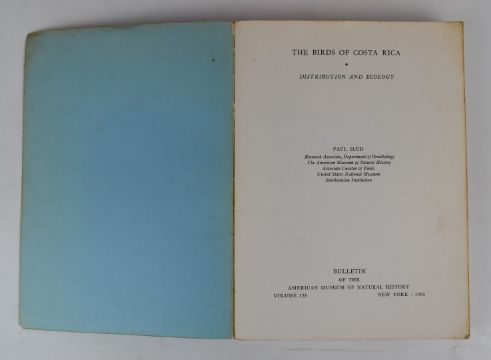 THE BIRDS OF COSTA RICA
DISTRIBUTION AND ECOLOGY
PAUL SLUD
Research Associate, Department of Ornithology
The American Museum of Natural History
Associate Curator of Birds
United States National Museum
Smithsonian Institution
BULLETIN
OF THE
AMERICAN MUSEUM OF NATURAL HISTORY
VOLUME 128 NEW YORK : 1964